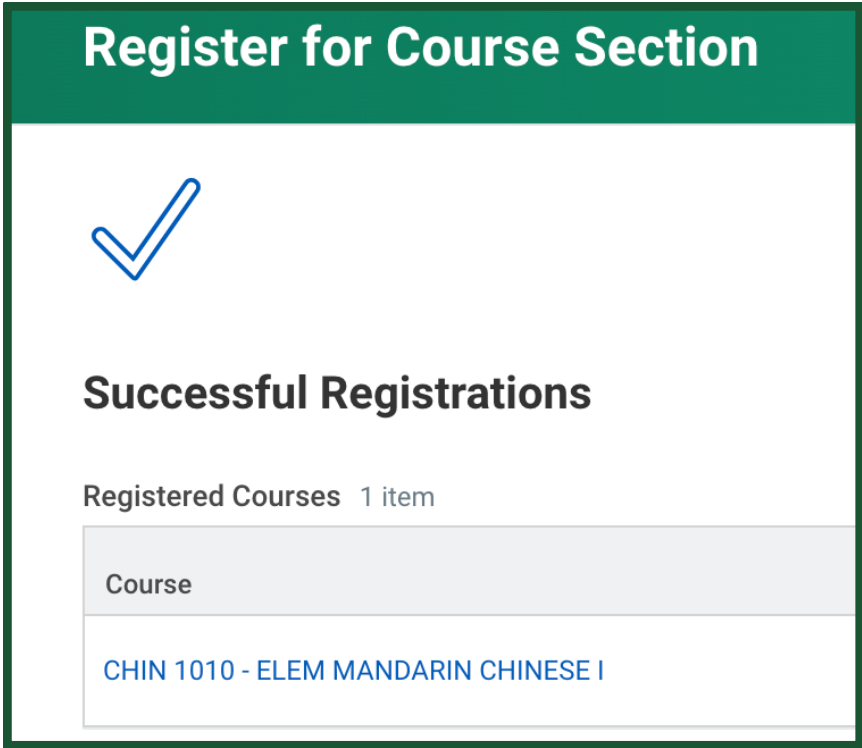 Register for Course Section
Successful Registrations
Registered Courses 1 item
Course
CHIN 1010 - ELEM MANDARIN CHINESE I